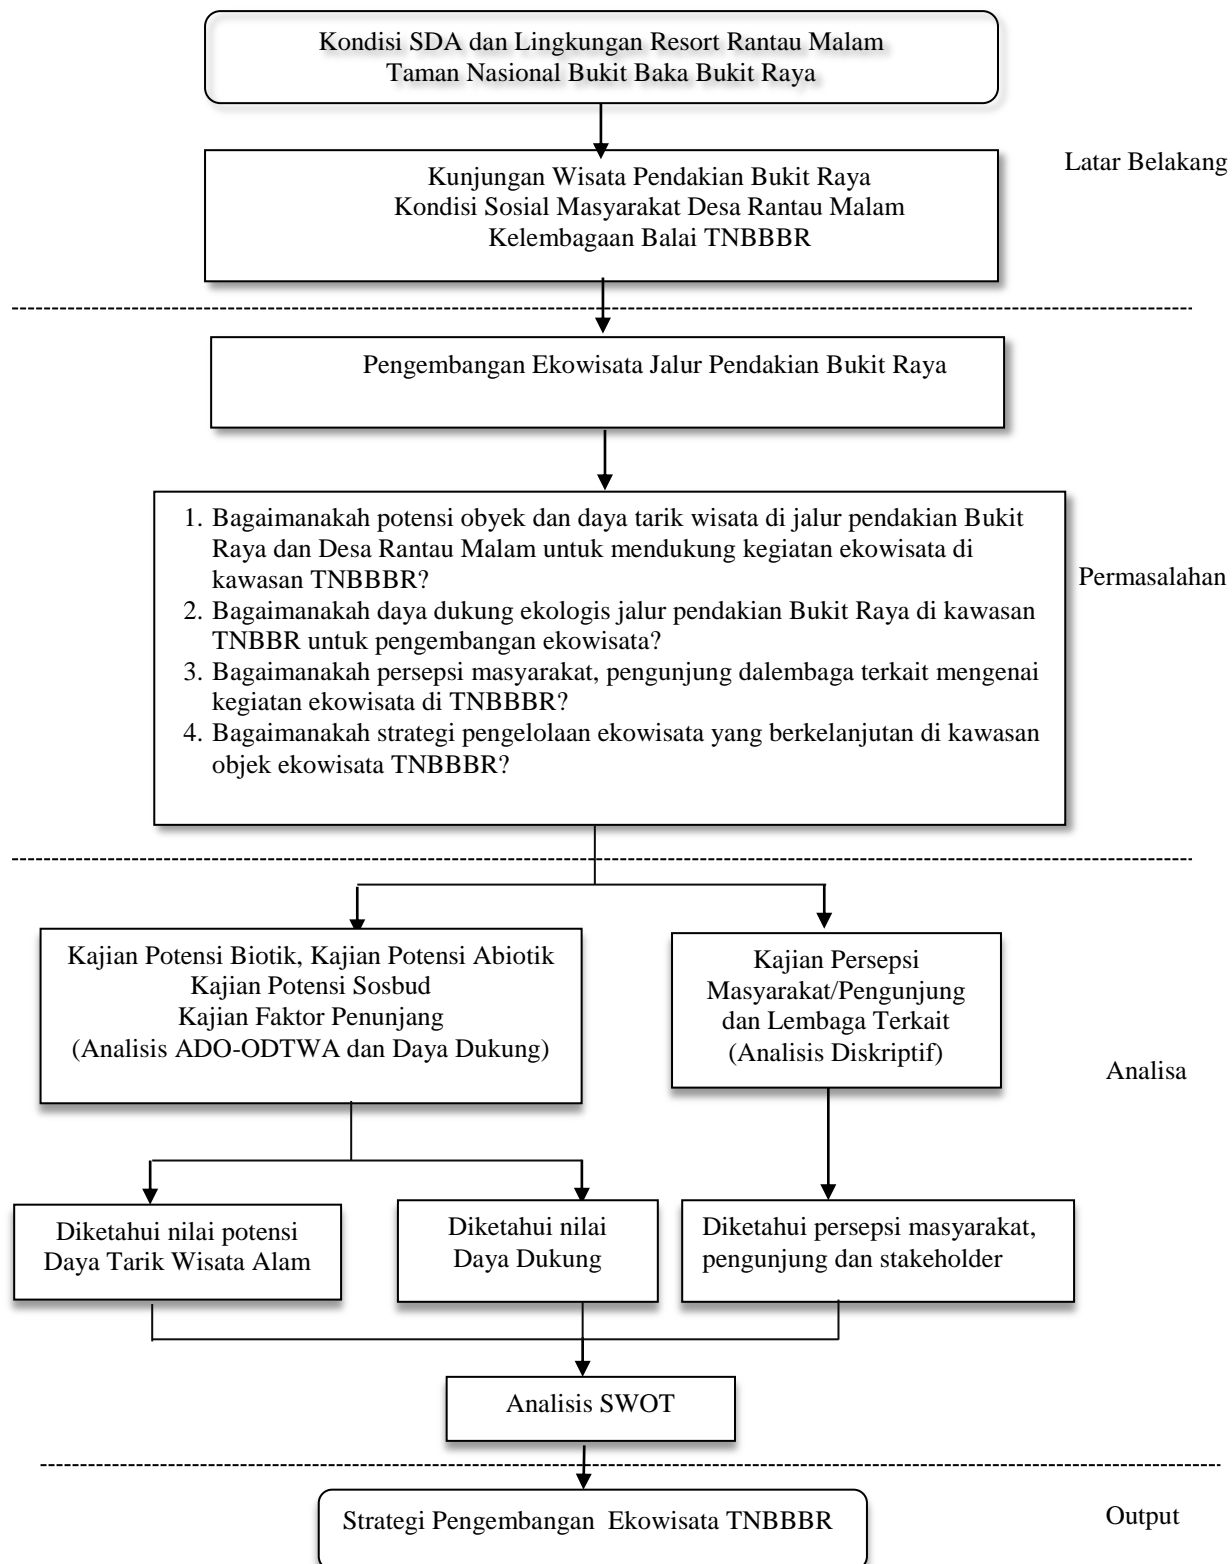 Kondisi SDA dan Lingkungan Resort Rantau Malam
Taman Nasional Bukit Baka Bukit Raya
Latar Belakang
Kunjungan Wisata Pendakian Bukit Raya
Kondisi Sosial Masyarakat Desa Rantau Malam
Kelembagaan Balai TNBBBR
Pengembangan Ekowisata Jalur Pendakian Bukit Raya
1. Bagaimanakah potensi obyek dan daya tarik wisata di jalur pendakian Bukit
Raya dan Desa Rantau Malam untuk mendukung kegiatan ekowisata di
kawasan TNBBBR?
2. Bagaimanakah daya dukung ekologis jalur pendakian Bukit Raya di kawasan
TNBBR untuk pengembangan ekowisata?
3. Bagaimanakah persepsi masyarakat, pengunjung dalembaga terkait mengenai
kegiatan ekowisata di TNBBBR?
4. Bagaimanakah strategi pengelolaan ekowisata yang berkelanjutan di kawasan
objek ekowisata TNBBBR?
Permasalahan
Kajian Potensi Biotik, Kajian Potensi Abiotik
Kajian Potensi Sosbud
Kajian Faktor Penunjang
(Analisis ADO-ODTWA dan Daya Dukung)
Kajian Persepsi
Masyarakat/Pengunjung
dan Lembaga Terkait
(Analisis Diskriptif)
Analisa
Diketahui nilai potensi
Daya Tarik Wisata Alam
Diketahui nilai
Daya Dukung
Diketahui persepsi masyarakat,
pengunjung dan stakeholder
Analisis SWOT
Strategi Pengembangan Ekowisata TNBBBR
Output